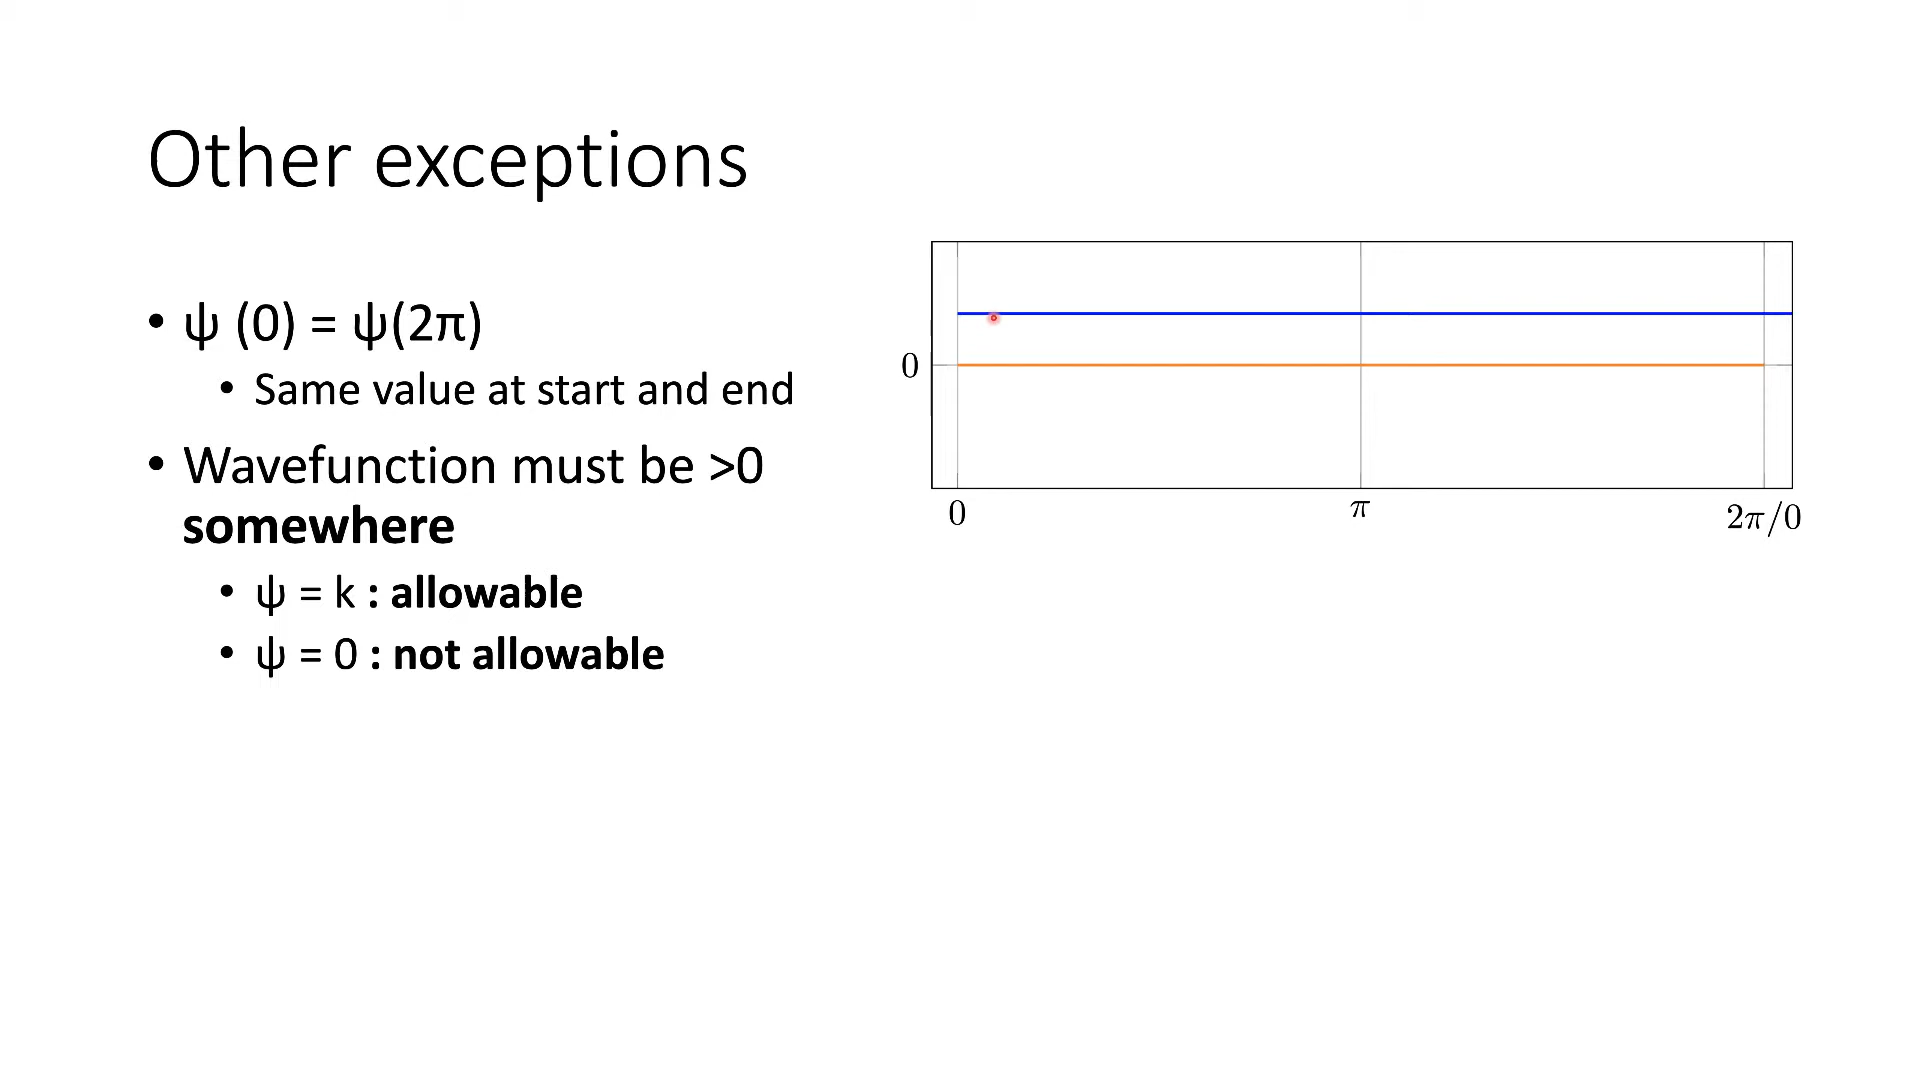 Other exceptions
• ψ (0) = ψ(2π)
• Same value at start and end
• Wavefunction must be >0
somewhere
• ψ = k : allowable
• ψ = 0 : not allowable
0
0
π
2π/0